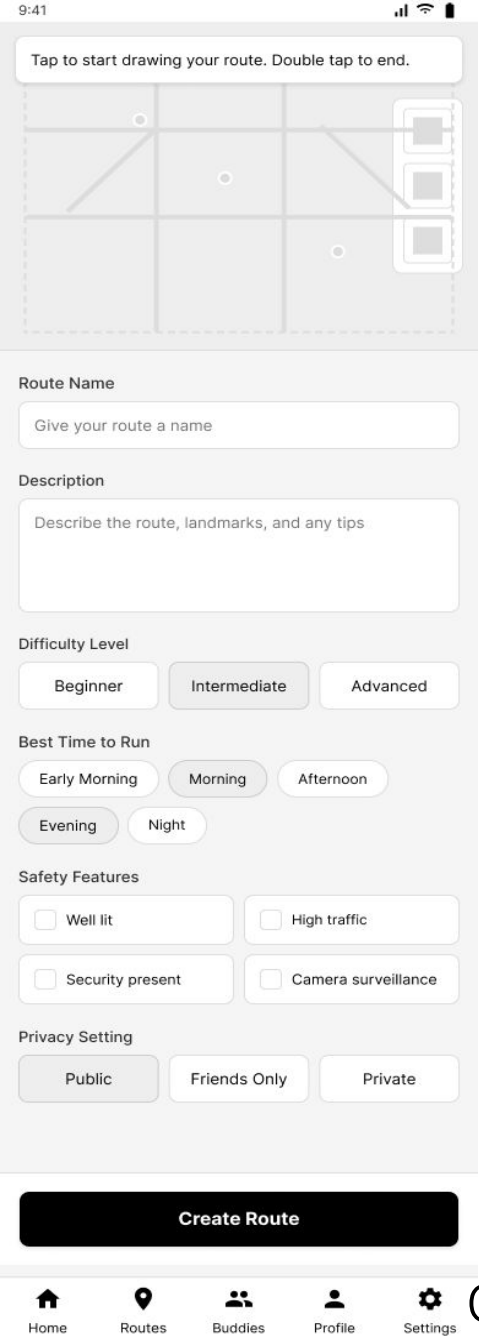 9:41
Tap to start drawing your route. Double tap to end.
Route Name
Give your route a name
Description
Describe the route, landmarks, and any tips
Difficulty Level
Beginner Intermediate Advanced
Best Time to Run
Early Morning Morning Afternoon
Evening Night
Safety Features
Well lit High traffic
Security present Camera surveillance
Privacy Setting
Public Friends Only Private
Create Route
Home Routes Buddies Profile Settings